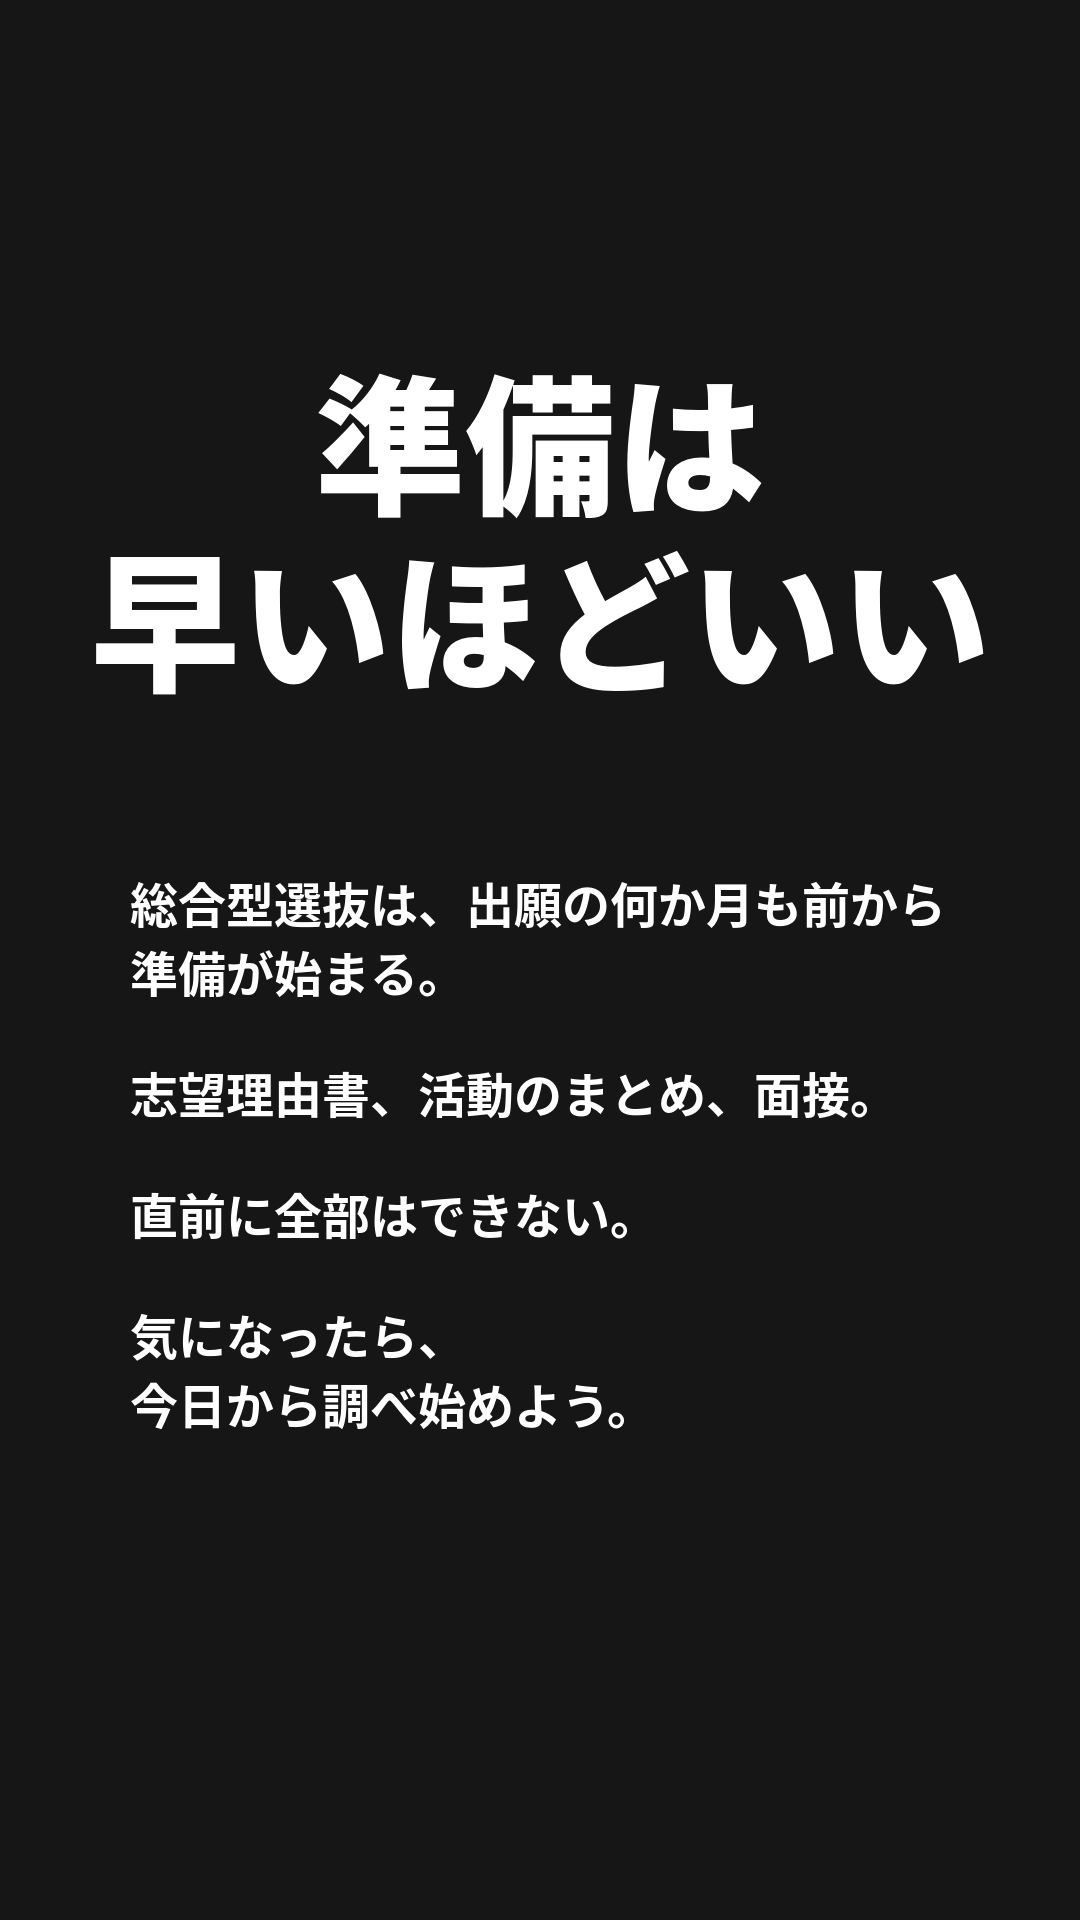 準備は
早いほどいい
総合型選抜は、出願の何か月も前から
準備が始まる。
志望理由書、活動のまとめ、面接。
直前に全部はできない。
気になったら、
今日から調べ始めよう。